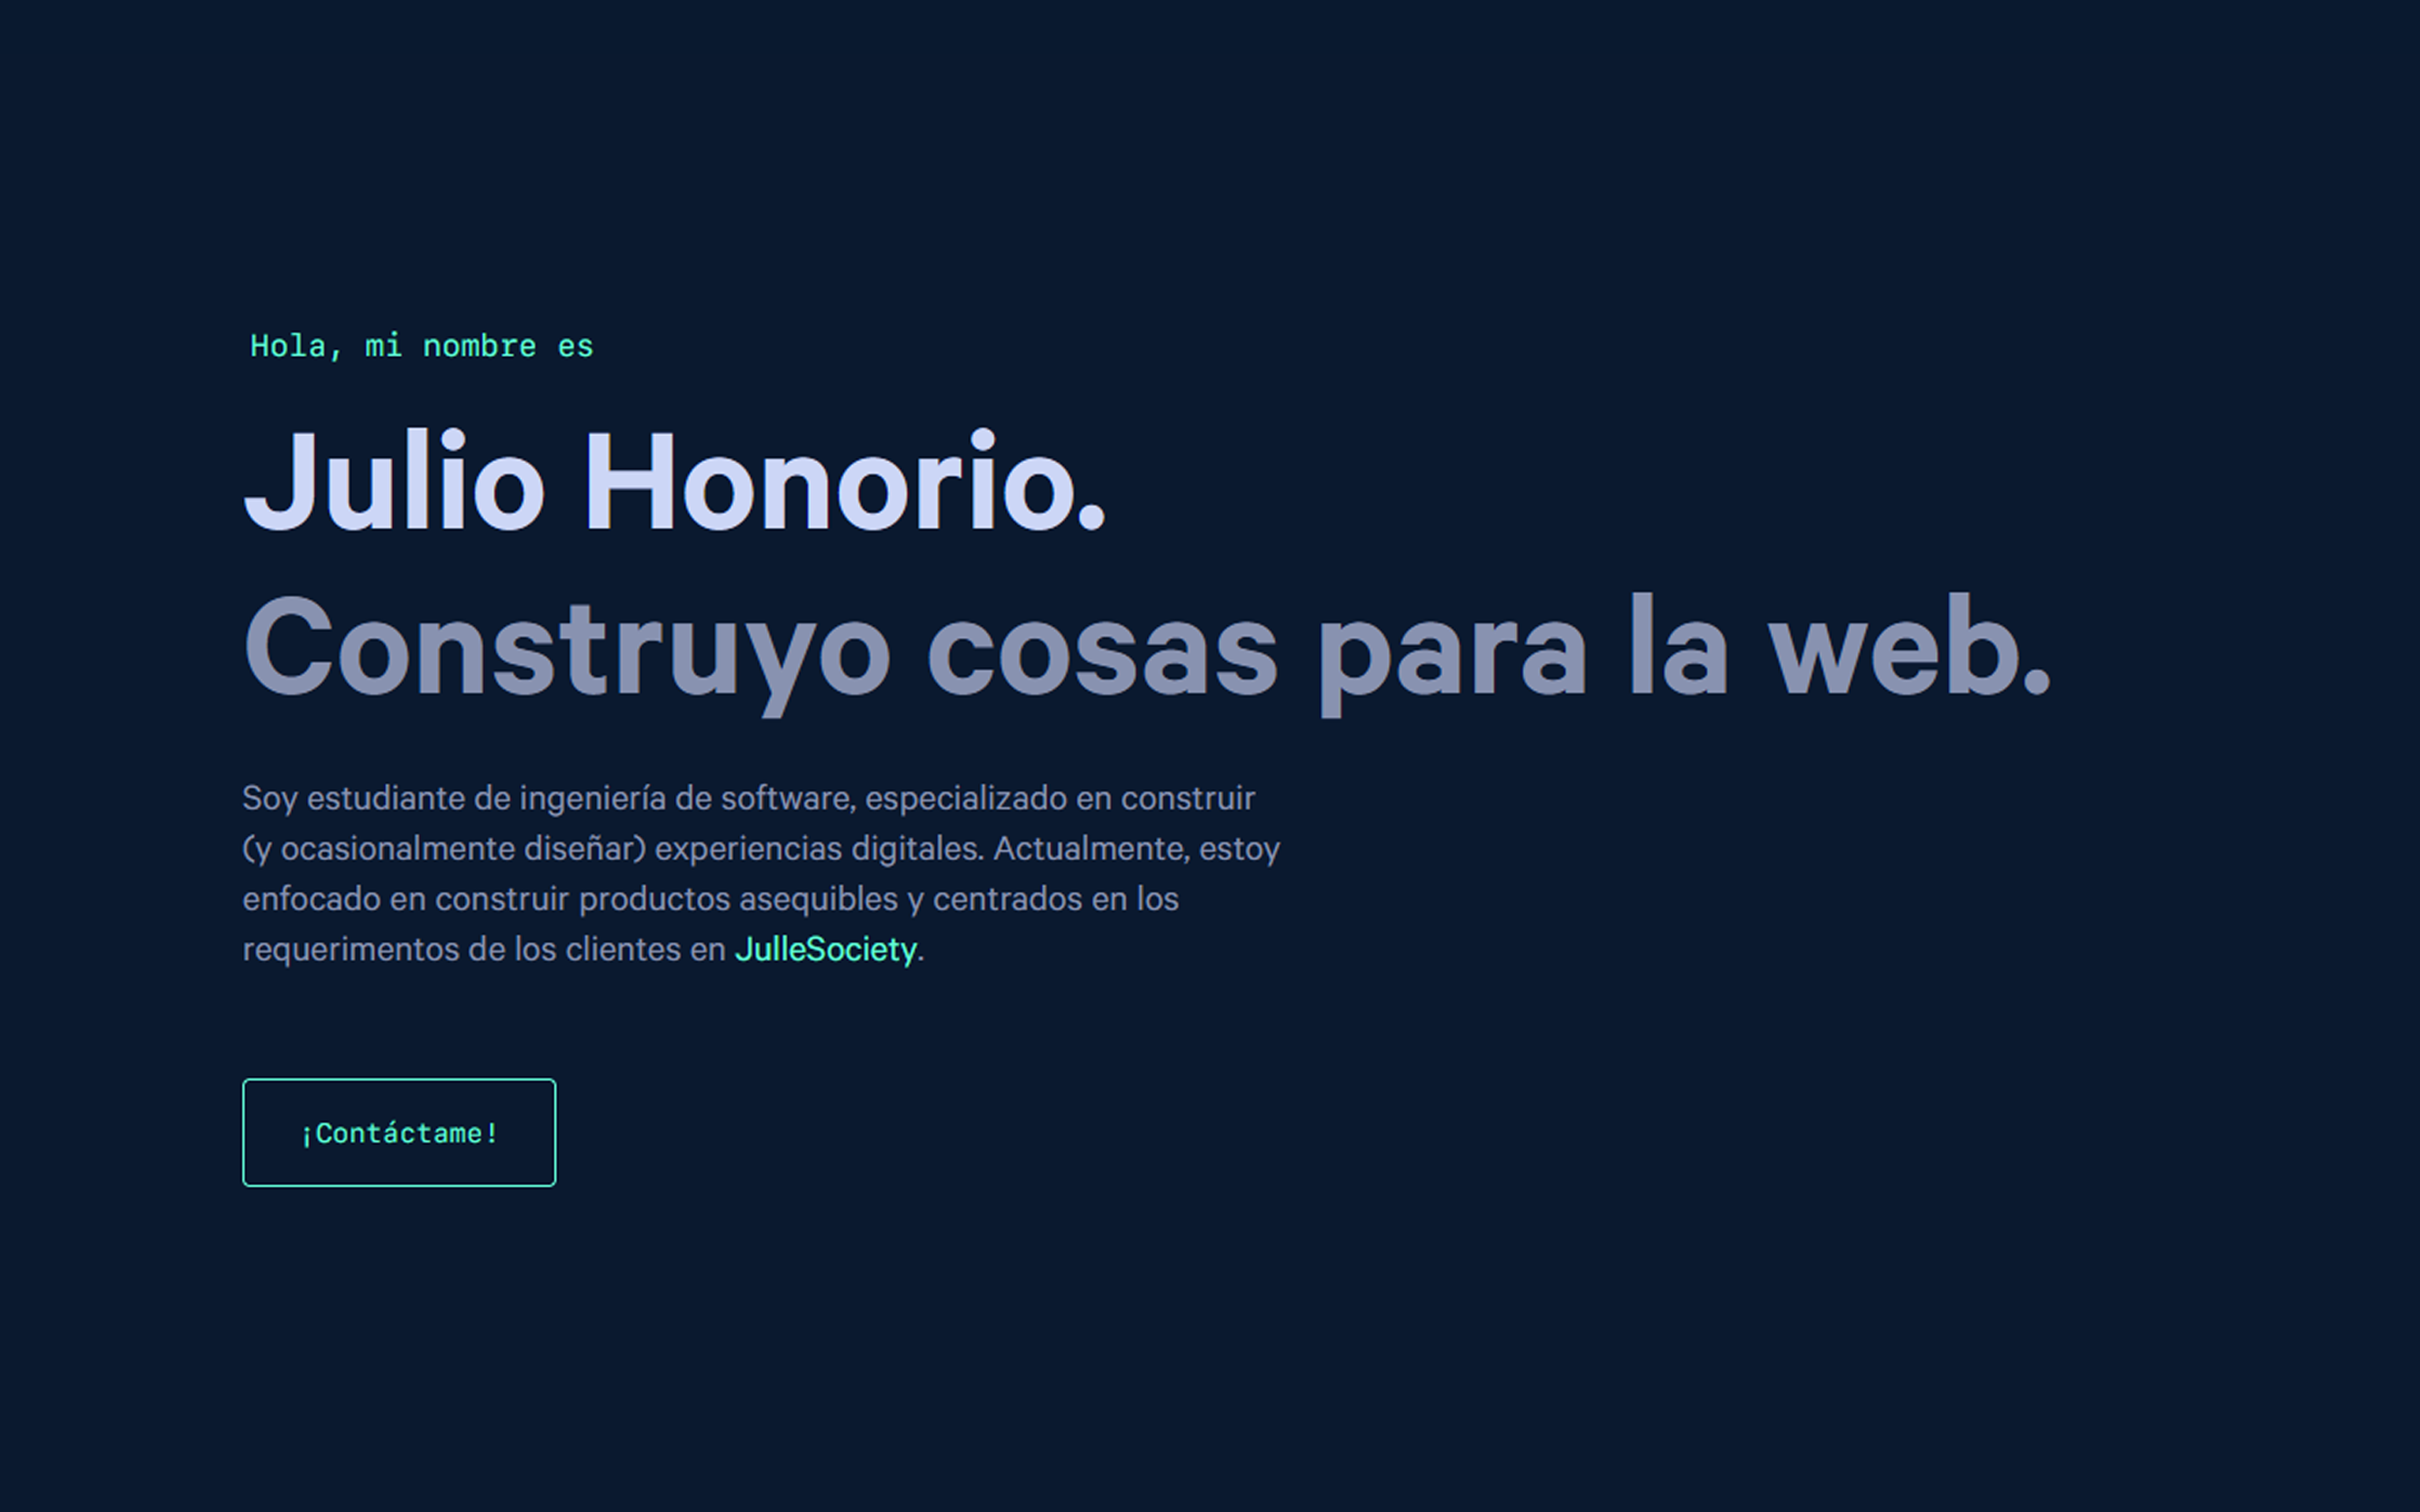 Hola, mi nombre es
Julio Honorio.
Construyo cosas para la web.
Soy estudiante de ingeniería de software, especializado en construir
(y ocasionalmente diseñar) experiencias digitales. Actualmente, estoy
enfocado en construir productos asequibles y centrados en los
requerimentos de los clientes en JulleSociety.
¡Contáctame!